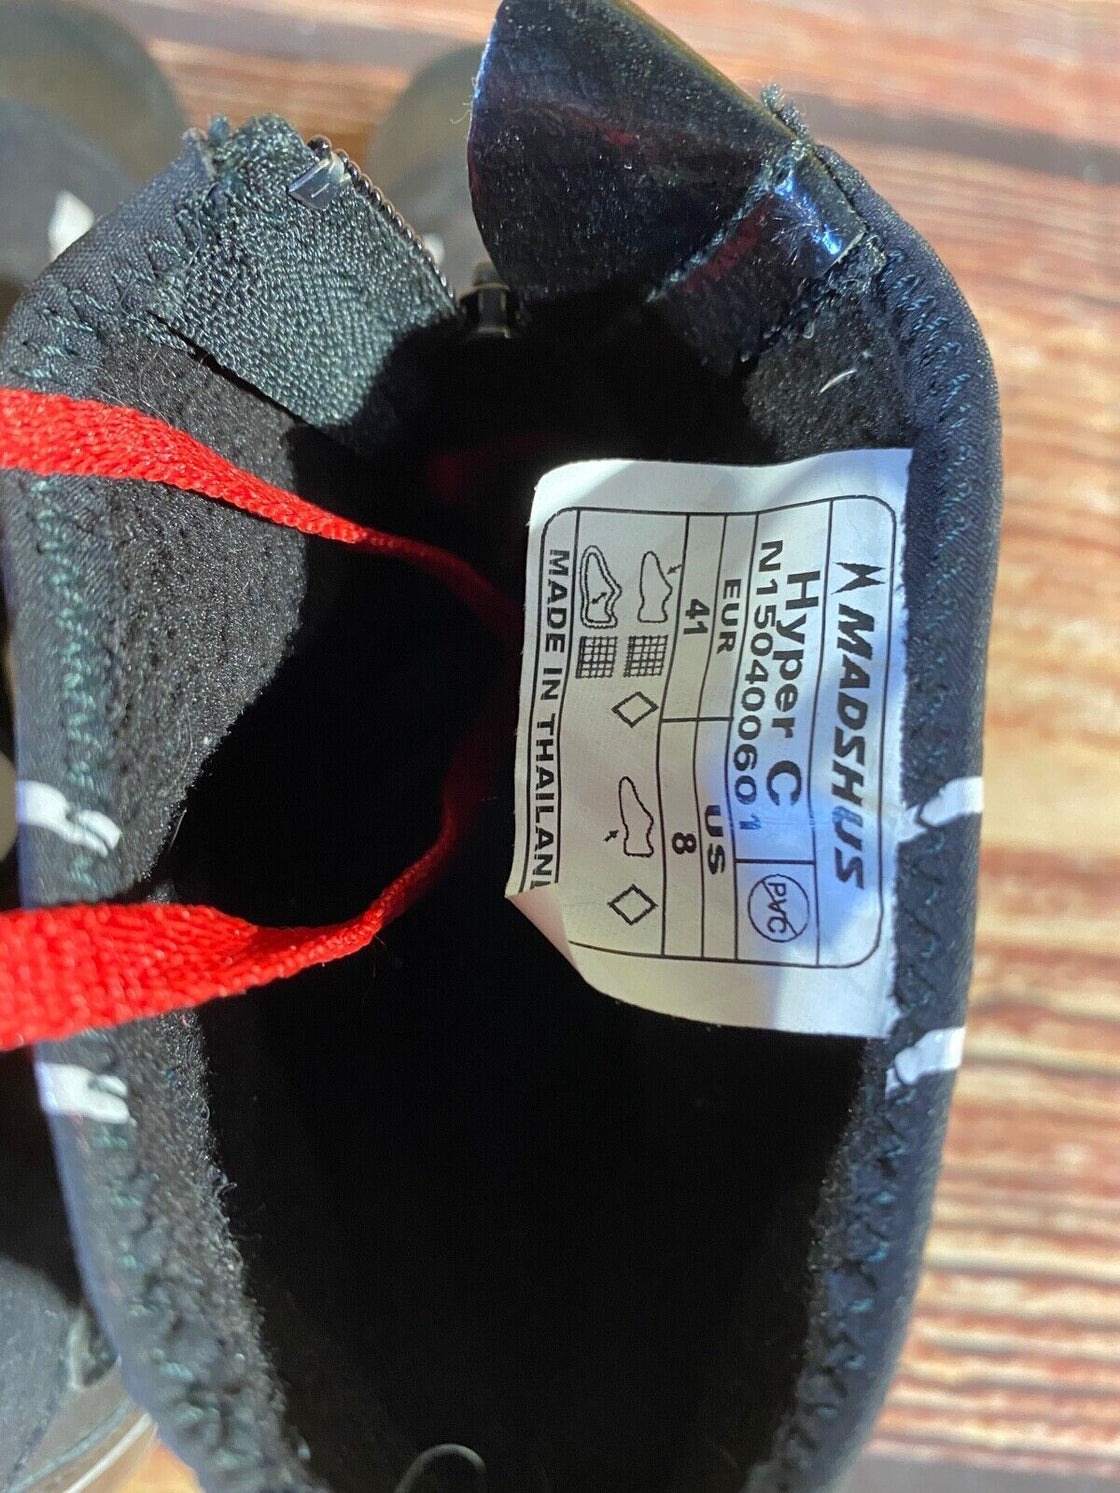 MADSHUS
Hyper C
N150400601
PVC
EUR
US
41
8
MADE IN THAILAN